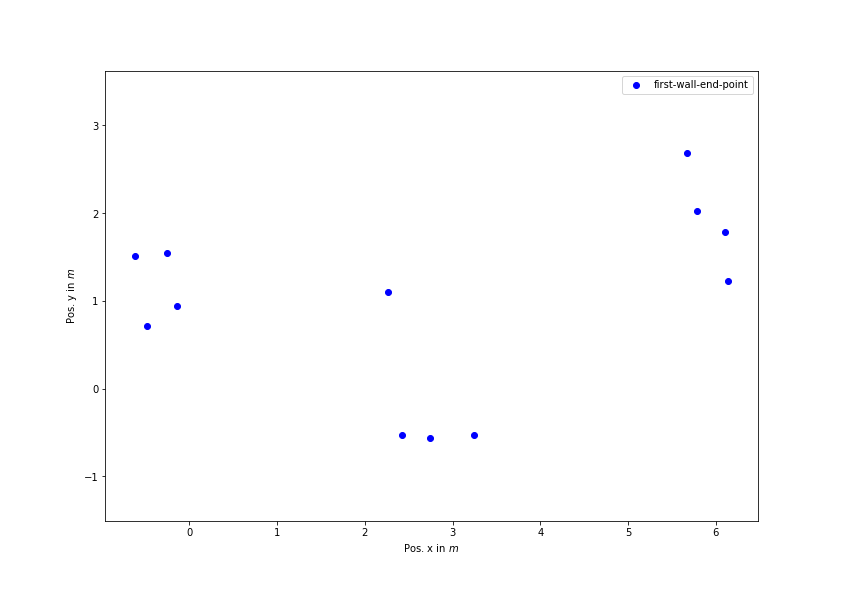 first-wall-end-point
3
2
1
0
−1
Pos. y in m
0 1 2 3 4 5 6
Pos. x in m